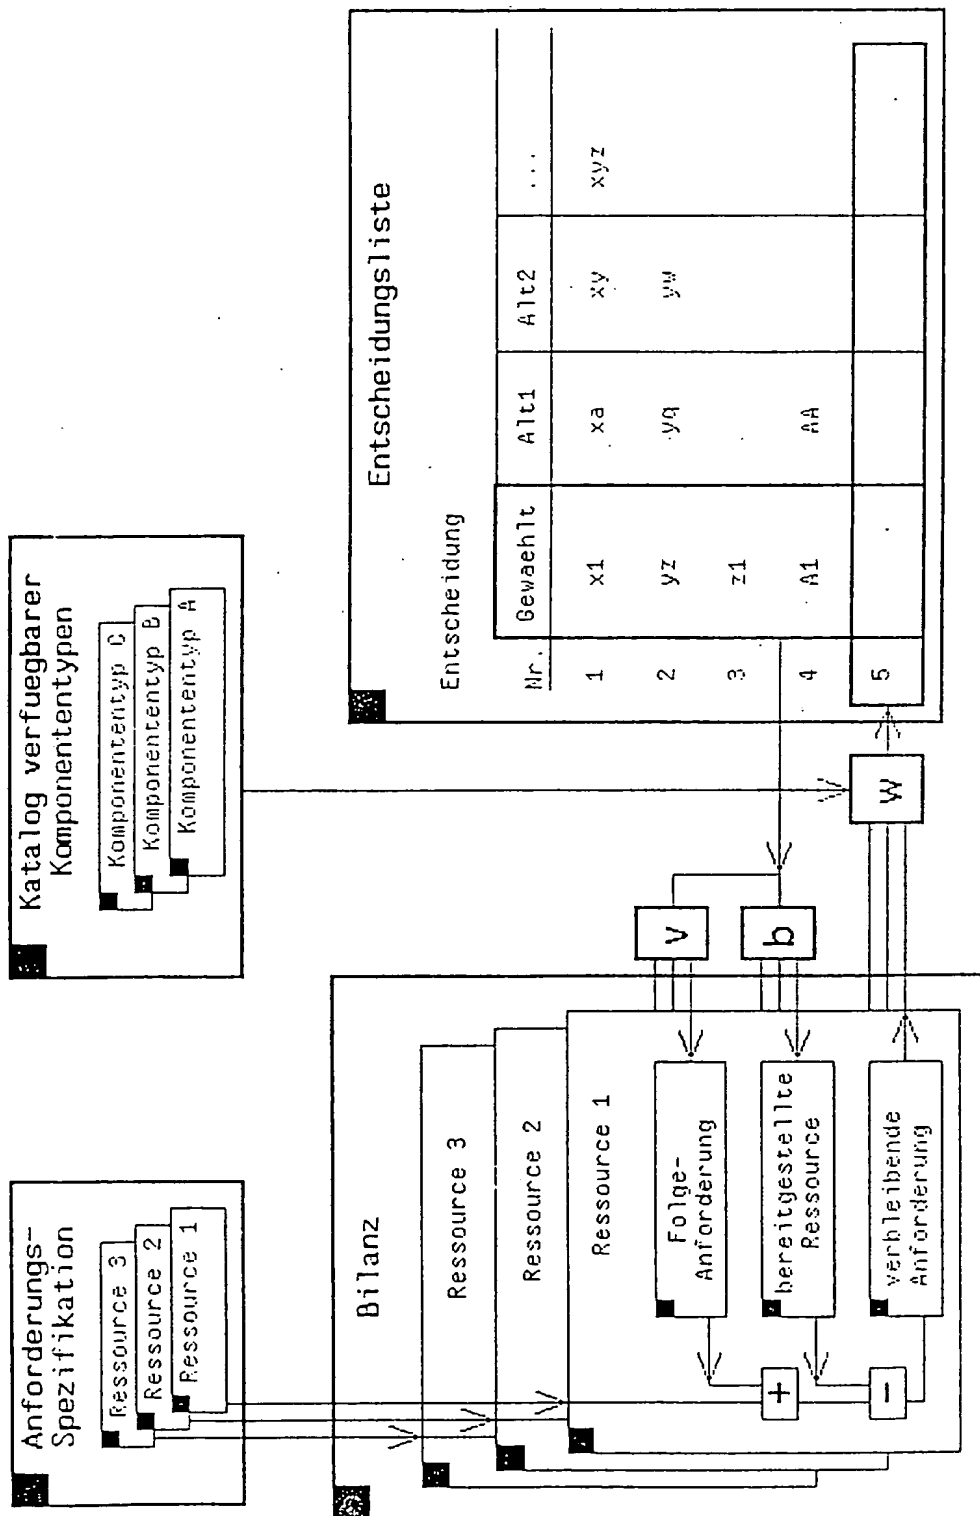 Anforderungs-
Spezifikation
Ressource 3
Ressource 2
Ressource 1
Katalog verfuegbarer
Komponententypen
Komponententyp C
Komponententyp B
Komponententyp A
Bilanz
Ressource 3
Ressource 2
Ressource 1
Folge-
Anforderung
bereitgestellte
Ressource
verbleibende
Anforderung
+
-
v
b
w
Entscheidungsliste
Entscheidung
Nr. Gewaehlt Alt1 Alt2 ...
1 x1 xa xy xyz
2 yz yq yw
3 z1
4 A1 AA
5